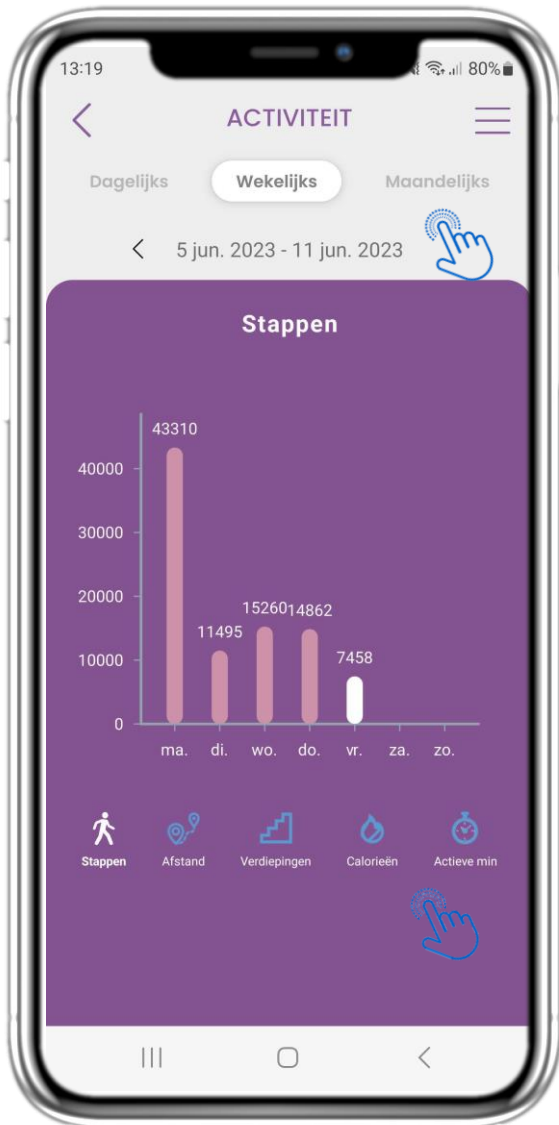 13:19 80%
ACTIVITEIT
Dagelijks Wekelijks Maandelijks
5 jun. 2023 - 11 jun. 2023
Stappen
43310
40000
30000
20000
15260 14862
11495
10000
7458
0
ma. di. wo. do. vr. za. zo.
Stappen Afstand Verdiepingen Calorieën Actieve min